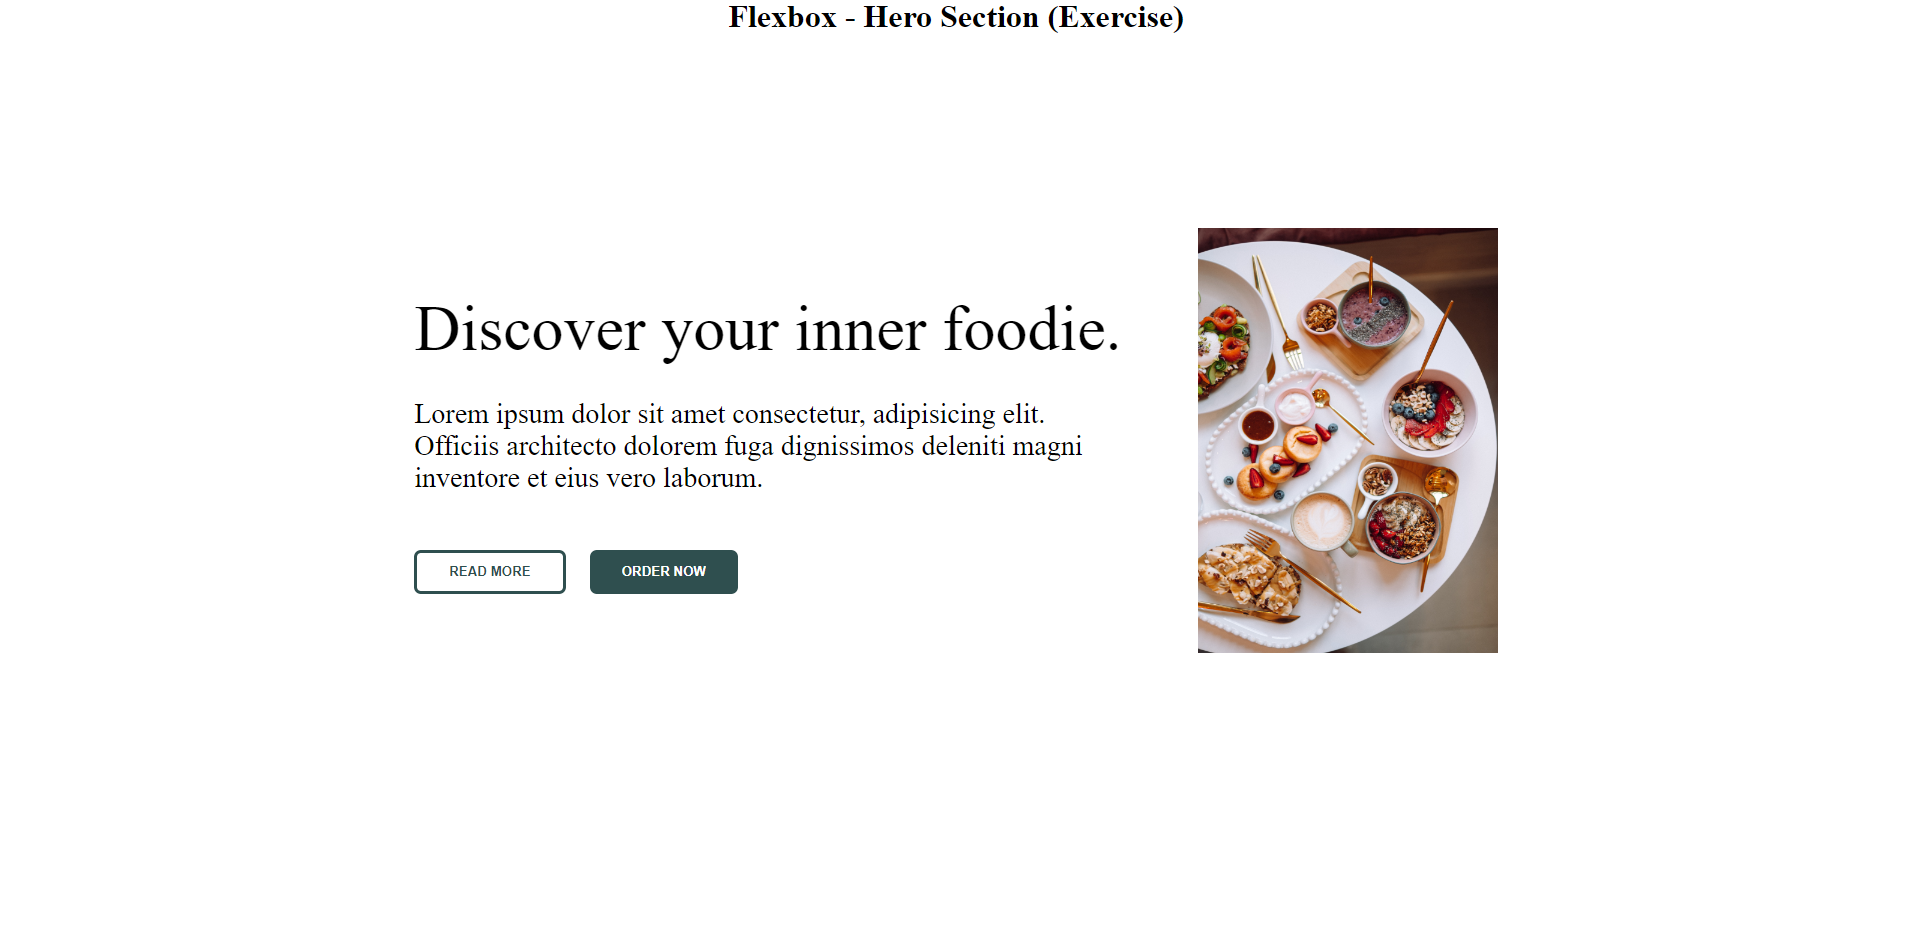 Flexbox - Hero Section (Exercise)
Discover your inner foodie.
Lorem ipsum dolor sit amet consectetur, adipisicing elit.
Officiis architecto dolorem fuga dignissimos deleniti magni
inventore et eius vero laborum.
READ MORE
ORDER NOW